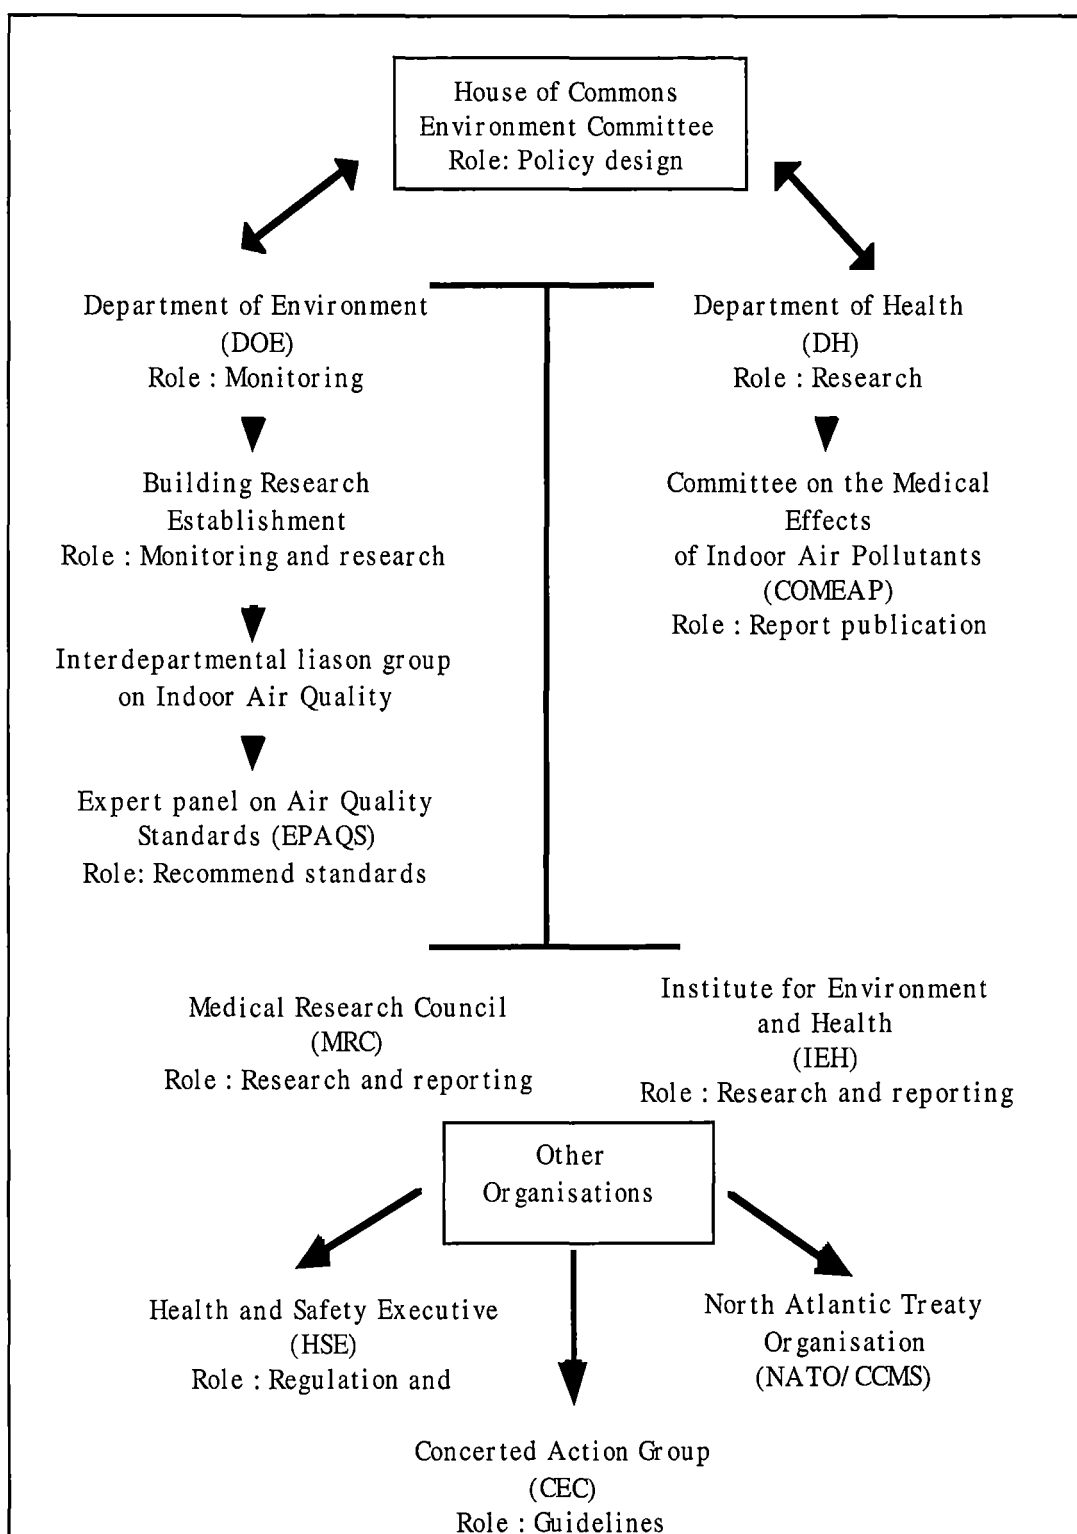 House of Commons
Environment Committee
Role: Policy design
Department of Environment
(DOE)
Role : Monitoring
Department of Health
(DH)
Role : Research
Building Research
Establishment
Role : Monitoring and research
Committee on the Medical
Effects
of Indoor Air Pollutants
(COMEAP)
Role : Report publication
Interdepartmental liason group
on Indoor Air Quality
Expert panel on Air Quality
Standards (EPAQS)
Role: Recommend standards
Medical Research Council
(MRC)
Role : Research and reporting
Institute for Environment
and Health
(IEH)
Role : Research and reporting
Other
Organisations
Health and Safety Executive
(HSE)
Role : Regulation and
North Atlantic Treaty
Organisation
(NATO/ CCMS)
Concerted Action Group
(CEC)
Role : Guidelines